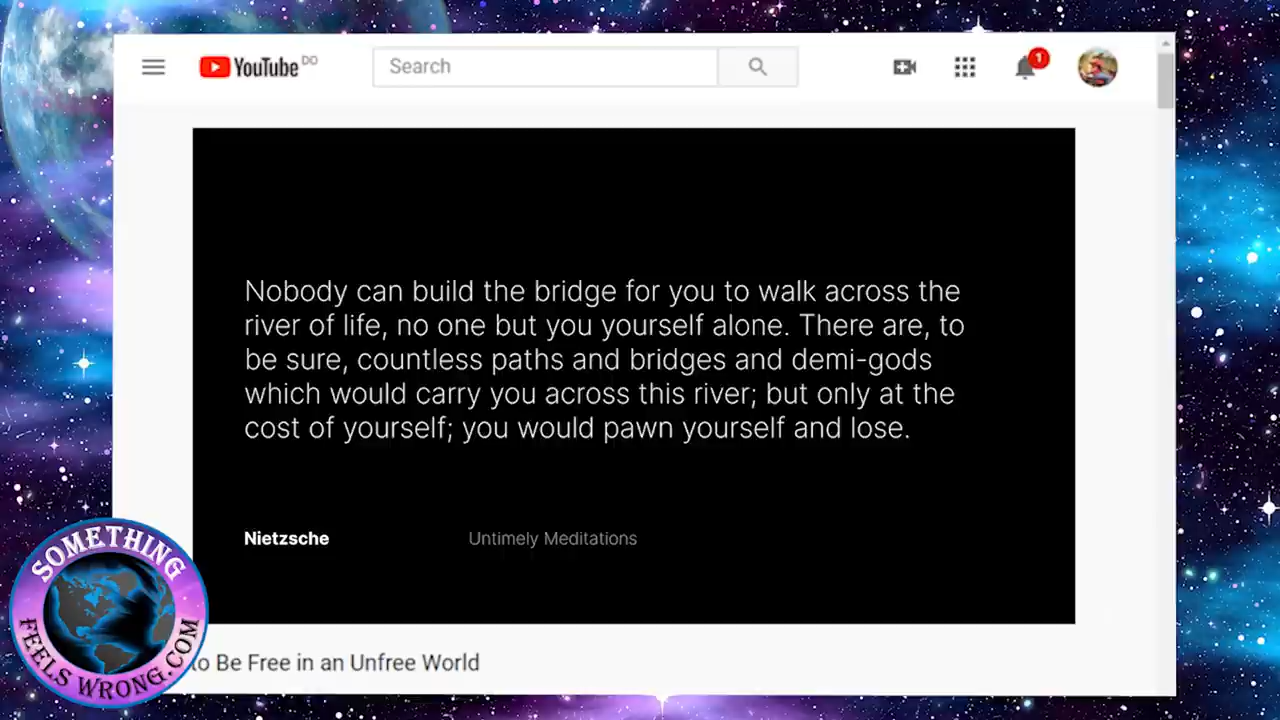 YouTube DO
Search
1
Nobody can build the bridge for you to walk across the
river of life, no one but you yourself alone. There are, to
be sure, countless paths and bridges and demi-gods
which would carry you across this river; but only at the
cost of yourself; you would pawn yourself and lose.
Nietzsche
Untimely Meditations
SOMETHING
FEELS WRONG.COM
to Be Free in an Unfree World